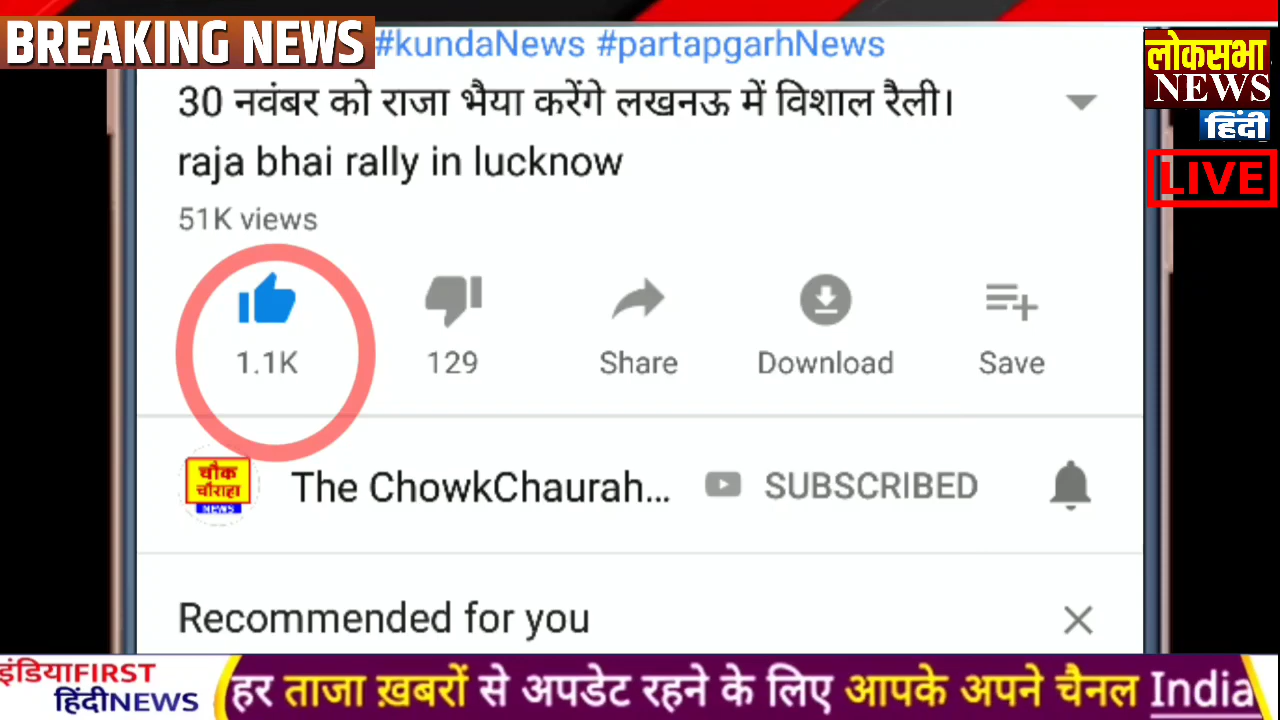 BREAKING NEWS
#kundaNews #partapgarhNews
लोकसभा
NEWS
हिंदी
LIVE
30 नवंबर को राजा भैया करेंगे लखनऊ में विशाल रैली।
raja bhai rally in lucknow
51K views
1.1K
129
Share
Download
Save
चौक
चौराहा
NEWS
The ChowkChaurah...
SUBSCRIBED
Recommended for you
इंडियाFIRST
हिंदीNEWS
हर ताजा ख़बरों से अपडेट रहने के लिए आपके अपने चैनल India